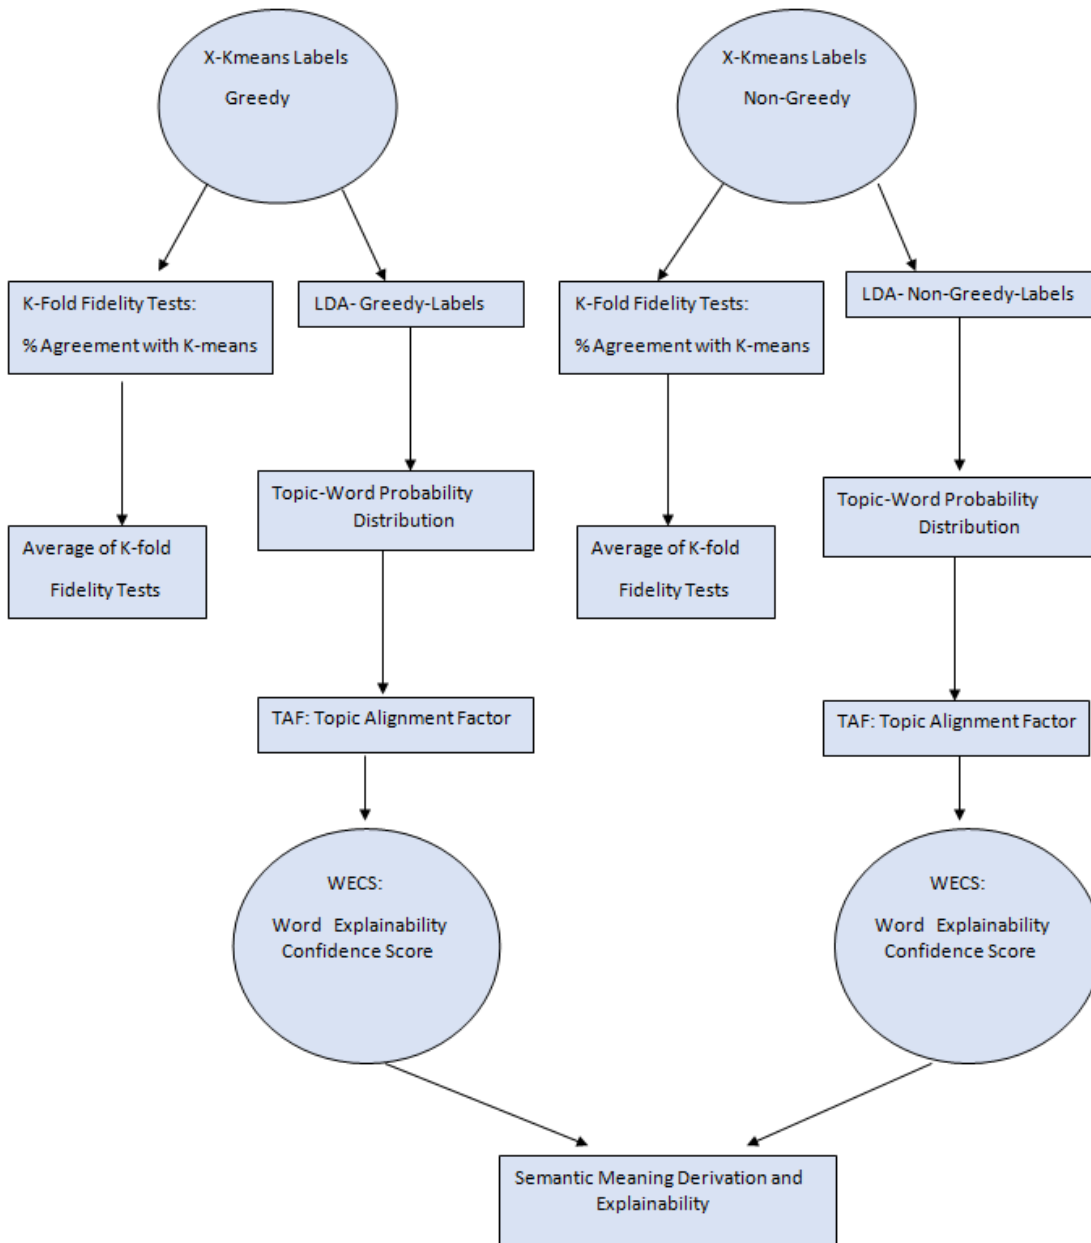 X-Kmeans Labels
Greedy
X-Kmeans Labels
Non-Greedy
K-Fold Fidelity Tests:
% Agreement with K-means
LDA- Greedy-Labels
K-Fold Fidelity Tests:
% Agreement with K-means
LDA- Non-Greedy-Labels
Topic-Word Probability
Distribution
Topic-Word Probability
Distribution
Average of K-fold
Fidelity Tests
Average of K-fold
Fidelity Tests
TAF: Topic Alignment Factor
TAF: Topic Alignment Factor
WECS:
Word Explainability
Confidence Score
WECS:
Word Explainability
Confidence Score
Semantic Meaning Derivation and
Explainability